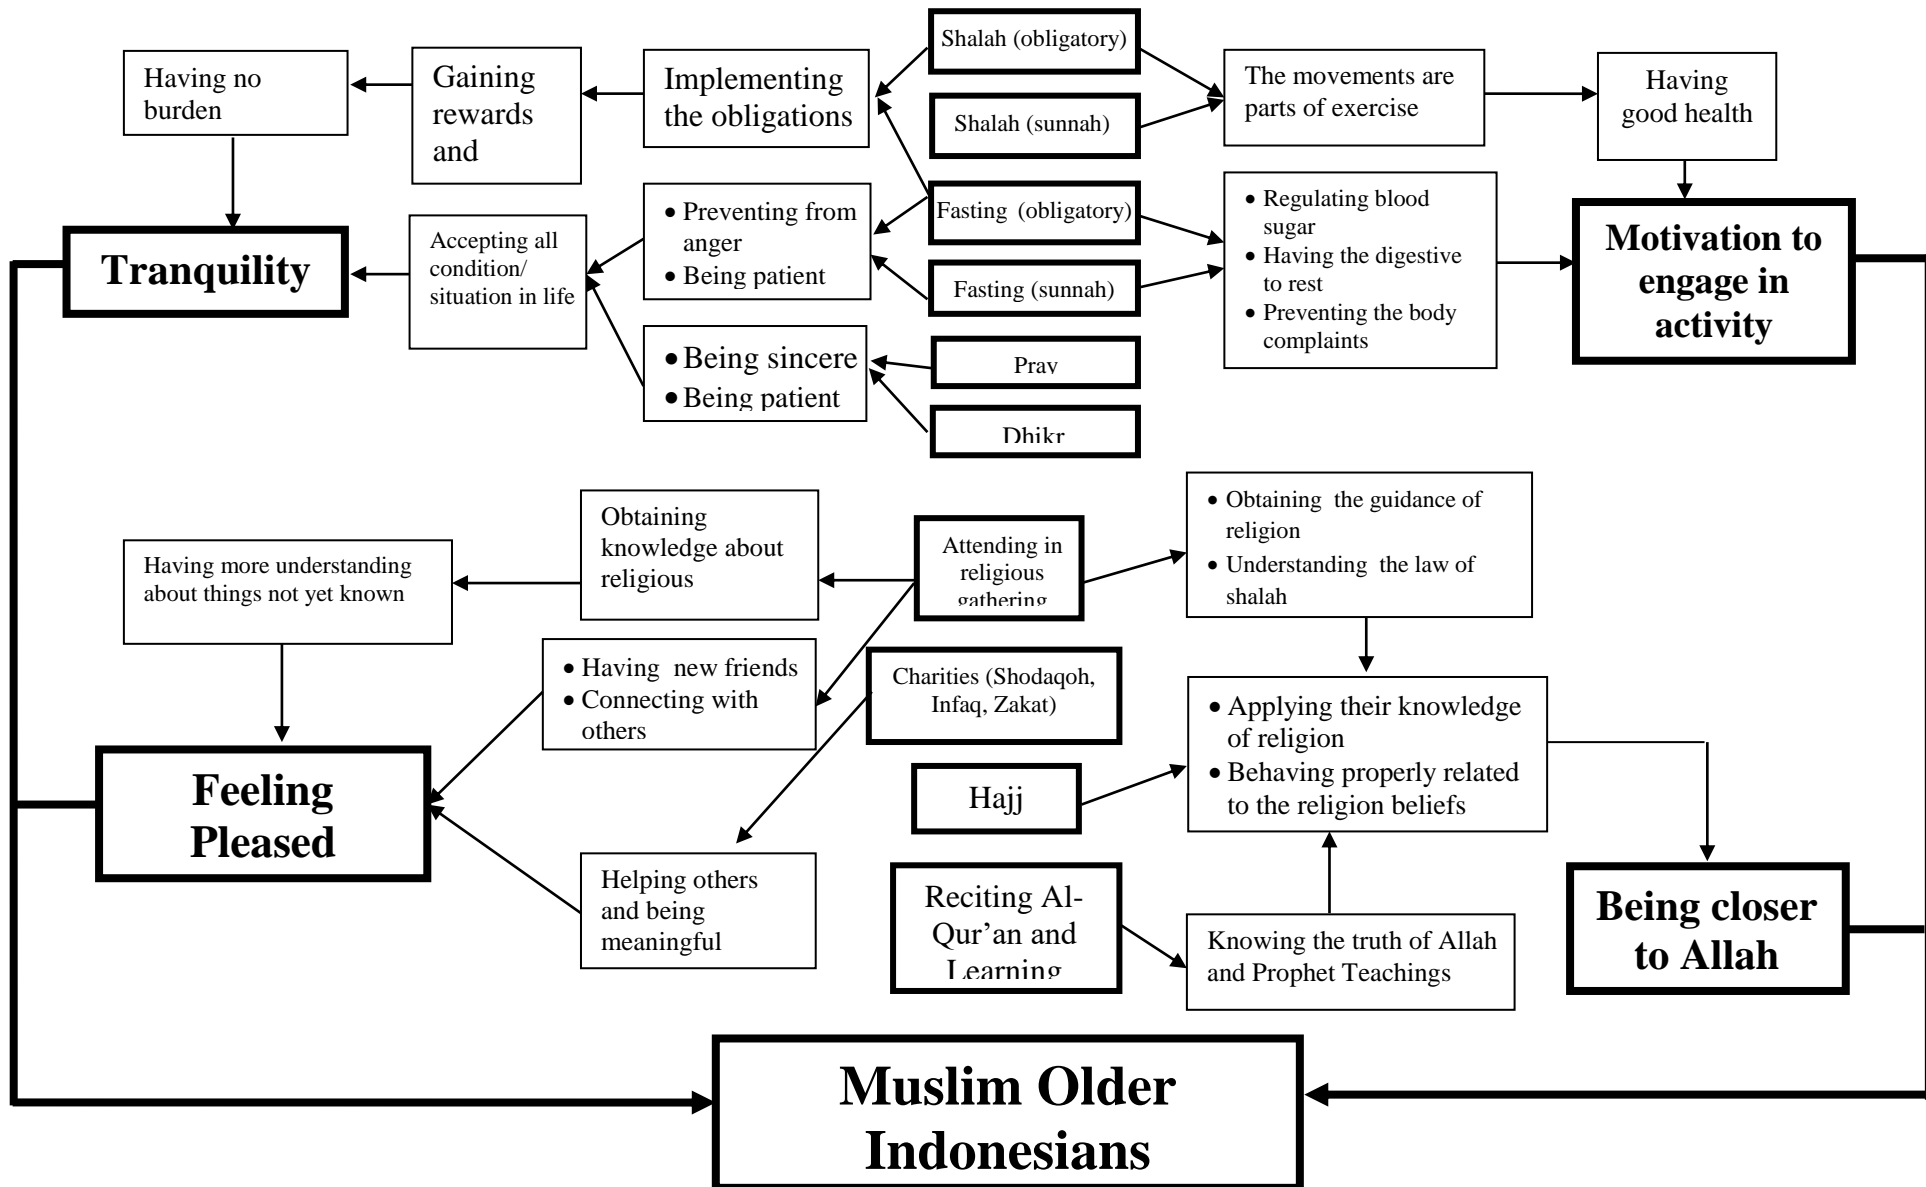 Having no
burden
Gaining
rewards
and
Implementing
the obligations
Shalah (obligatory)
Shalah (sunnah)
The movements are
parts of exercise
Having
good health
Tranquility
Accepting all
condition/
situation in life
• Preventing from
anger
• Being patient
Fasting (obligatory)
Fasting (sunnah)
• Regulating blood
sugar
• Having the digestive
to rest
• Preventing the body
complaints
Motivation to
engage in
activity
• Being sincere
• Being patient
Pray
Dhikr
Having more understanding
about things not yet known
Obtaining
knowledge about
religious
Attending in
religious
gathering
• Obtaining the guidance of
religion
• Understanding the law of
shalah
• Having new friends
• Connecting with
others
Charities (Shodaqoh,
Infaq, Zakat)
• Applying their knowledge
of religion
• Behaving properly related
to the religion beliefs
Feeling
Pleased
Hajj
Helping others
and being
meaningful
Reciting Al-
Qur’an and
Learning
Knowing the truth of Allah
and Prophet Teachings
Being closer
to Allah
Muslim Older
Indonesians